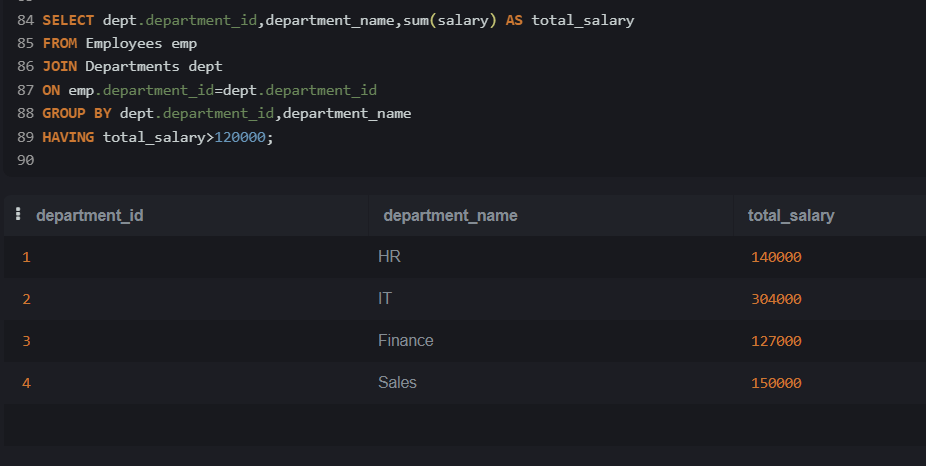 84 SELECT dept.department_id,department_name,sum(salary) AS total_salary
85 FROM Employees emp
86 JOIN Departments dept
87 ON emp.department_id=dept.department_id
88 GROUP BY dept.department_id,department_name
89 HAVING total_salary>120000;
90
department_id department_name total_salary
1 HR 140000
2 IT 304000
3 Finance 127000
4 Sales 150000